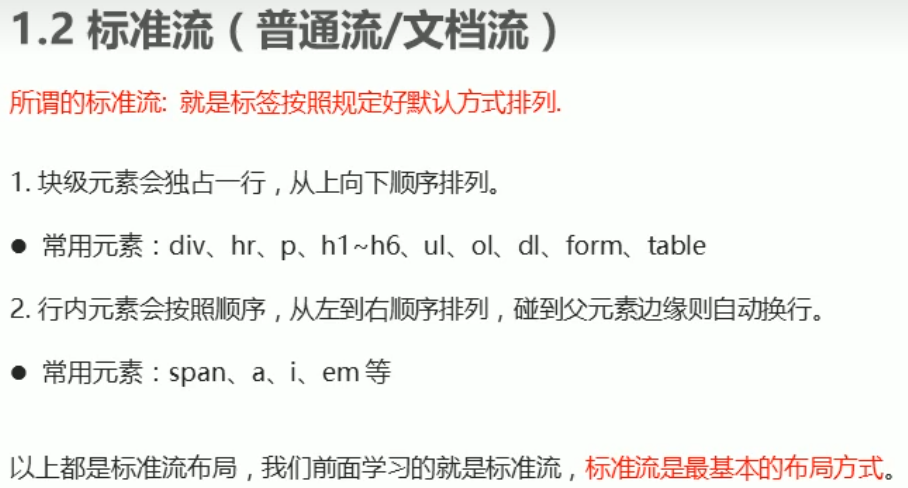 1.2 标准流（普通流/文档流）
所谓的标准流: 就是标签按照规定好默认方式排列.
1. 块级元素会独占一行，从上向下顺序排列。
● 常用元素：div、hr、p、h1~h6、ul、ol、dl、form、table
2. 行内元素会按照顺序，从左到右顺序排列，碰到父元素边缘则自动换行。
● 常用元素：span、a、i、em 等
以上都是标准流布局，我们前面学习的就是标准流，标准流是最基本的布局方式。